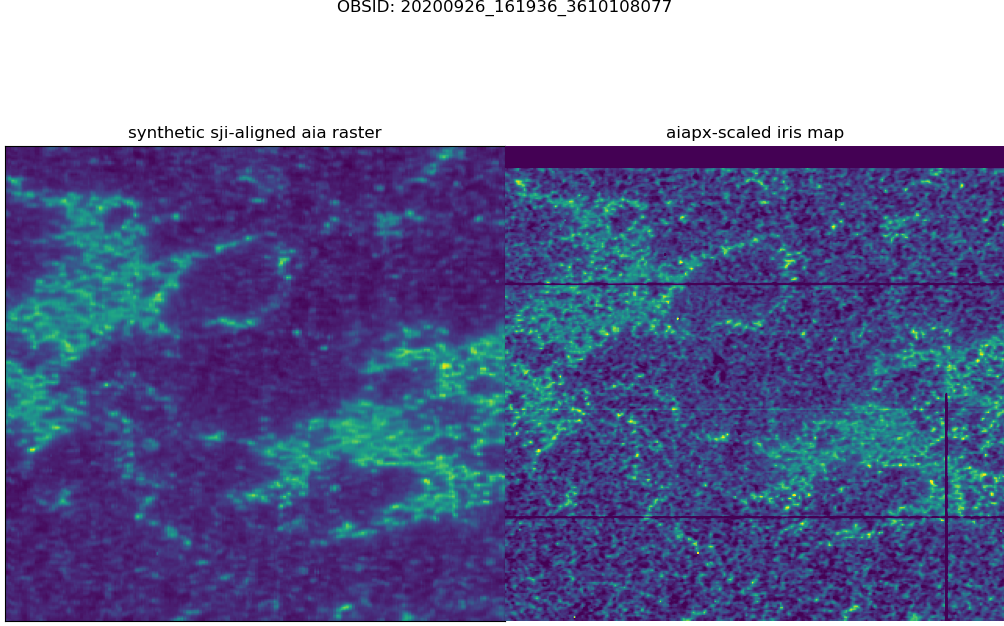 OBSID: 20200926_161936_3610108077
synthetic sji-aligned aia raster
aiapx-scaled iris map